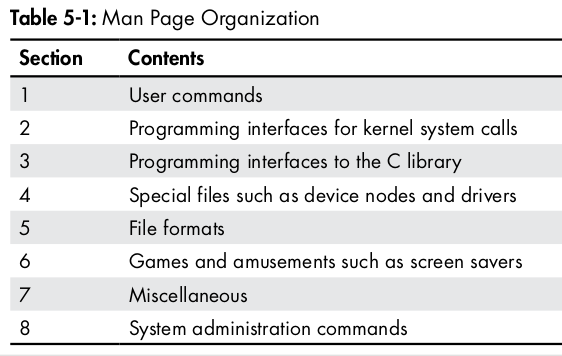 Table 5-1: Man Page Organization
Section Contents
1 User commands
2 Programming interfaces for kernel system calls
3 Programming interfaces to the C library
4 Special files such as device nodes and drivers
5 File formats
6 Games and amusements such as screen savers
7 Miscellaneous
8 System administration commands